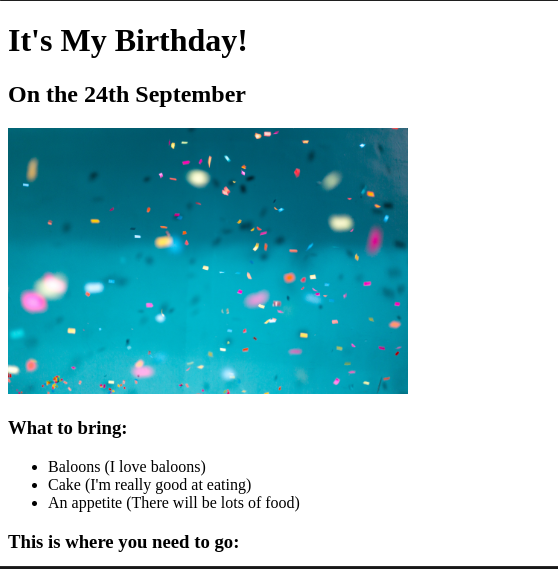 It's My Birthday!
On the 24th September
What to bring:
Baloons (I love baloons)
Cake (I'm really good at eating)
An appetite (There will be lots of food)
This is where you need to go: